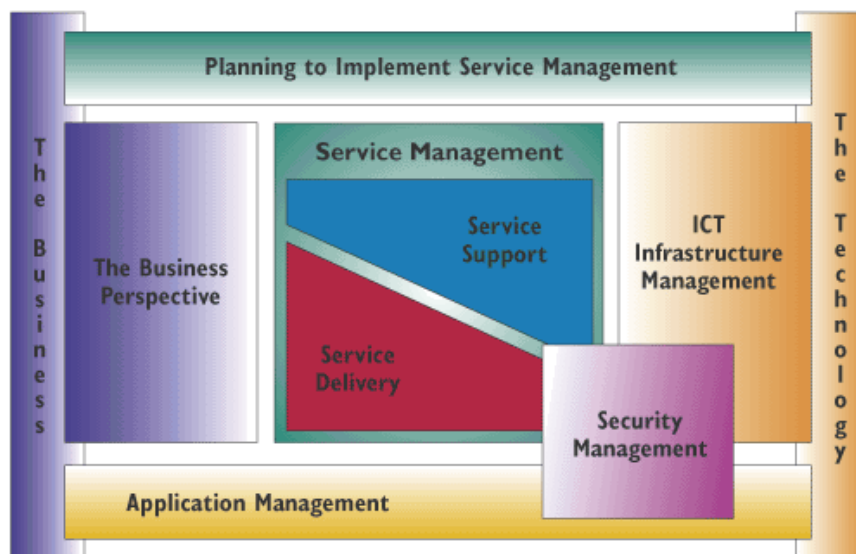 Planning to Implement Service Management
The Business
The Business
Perspective
Service Management
Service
Support
Service
Delivery
ICT
Infrastructure
Management
The Technology
Security
Management
Application Management